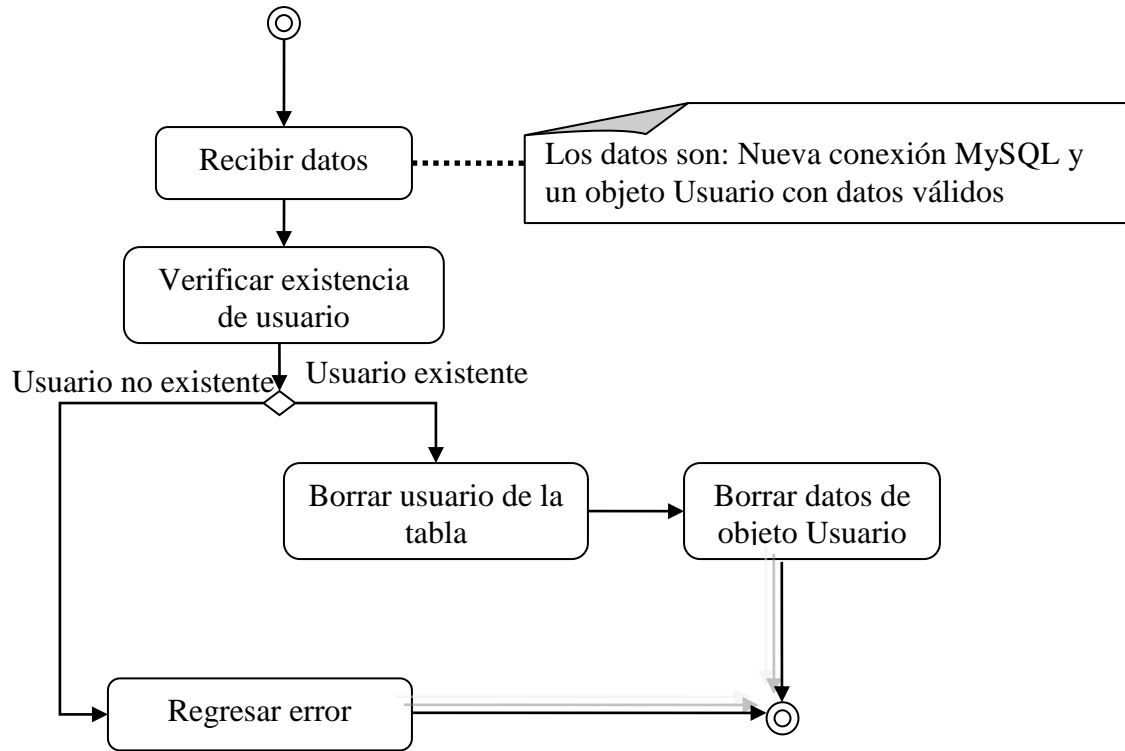 Recibir datos
Los datos son: Nueva conexión MySQL y
un objeto Usuario con datos válidos
Verificar existencia
de usuario
Usuario no existente
Usuario existente
Borrar usuario de la
tabla
Borrar datos de
objeto Usuario
Regresar error